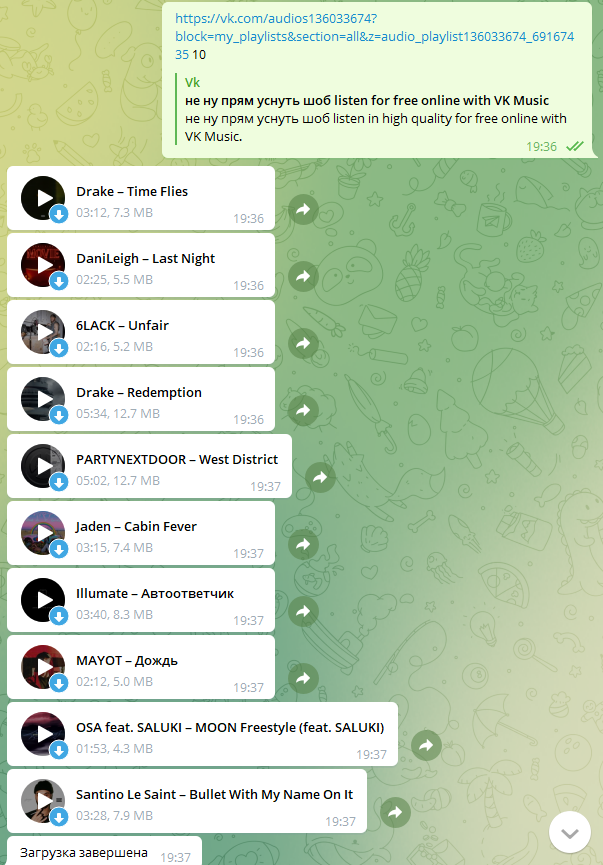 https://vk.com/audios136033674?
block=my_playlists&section=all&z=audio_playlist136033674_691674
35 10
Vk
не ну прям уснуть шоб listen for free online with VK Music
не ну прям уснуть шоб listen in high quality for free online with
VK Music.
19:36
Drake – Time Flies
03:12, 7.3 MB
19:36
DaniLeigh – Last Night
02:25, 5.5 MB
19:36
6LACK – Unfair
02:16, 5.2 MB
19:36
Drake – Redemption
05:34, 12.7 MB
19:36
PARTYNEXTDOOR – West District
05:02, 12.7 MB
19:37
Jaden – Cabin Fever
03:15, 7.4 MB
19:37
Illumate – Автоответчик
03:40, 8.3 MB
19:37
MAYOT – Дождь
02:12, 5.0 MB
19:37
OSA feat. SALUKI – MOON Freestyle (feat. SALUKI)
01:53, 4.3 MB
19:37
Santino Le Saint – Bullet With My Name On It
03:28, 7.9 MB
19:37
Загрузка завершена
19:37